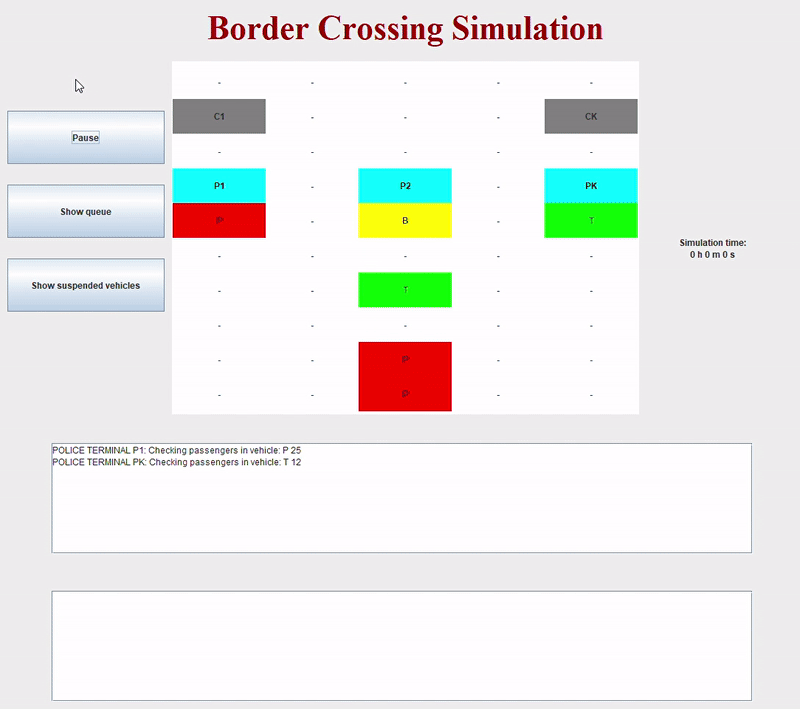 Border Crossing Simulation
- - - - -
C1 - - - CK
- - - - -
P1 - P2 - PK
P - B - T
- - - - -
- - T - -
- - - - -
- - P - -
- - P - -
Pause
Show queue
Show suspended vehicles
Simulation time:
0 h 0 m 0 s
POLICE TERMINAL P1: Checking passengers in vehicle: P 25
POLICE TERMINAL PK: Checking passengers in vehicle: T 12